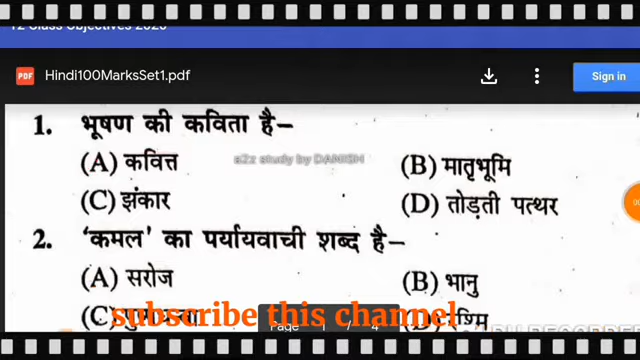 12 Class Objectives 2020
PDF Hindi100MarksSet1.pdf Sign in
1. भूषण की कविता है–
(A) कवित्त (B) मातृभूमि
a2z study by DANISH
(C) झंकार (D) तोड़ती पत्थर
2. 'कमल' का पर्यायवाची शब्द है–
(A) सरोज (B) भानु
(C) (D)
subscribe this channel
Page 1 / 4